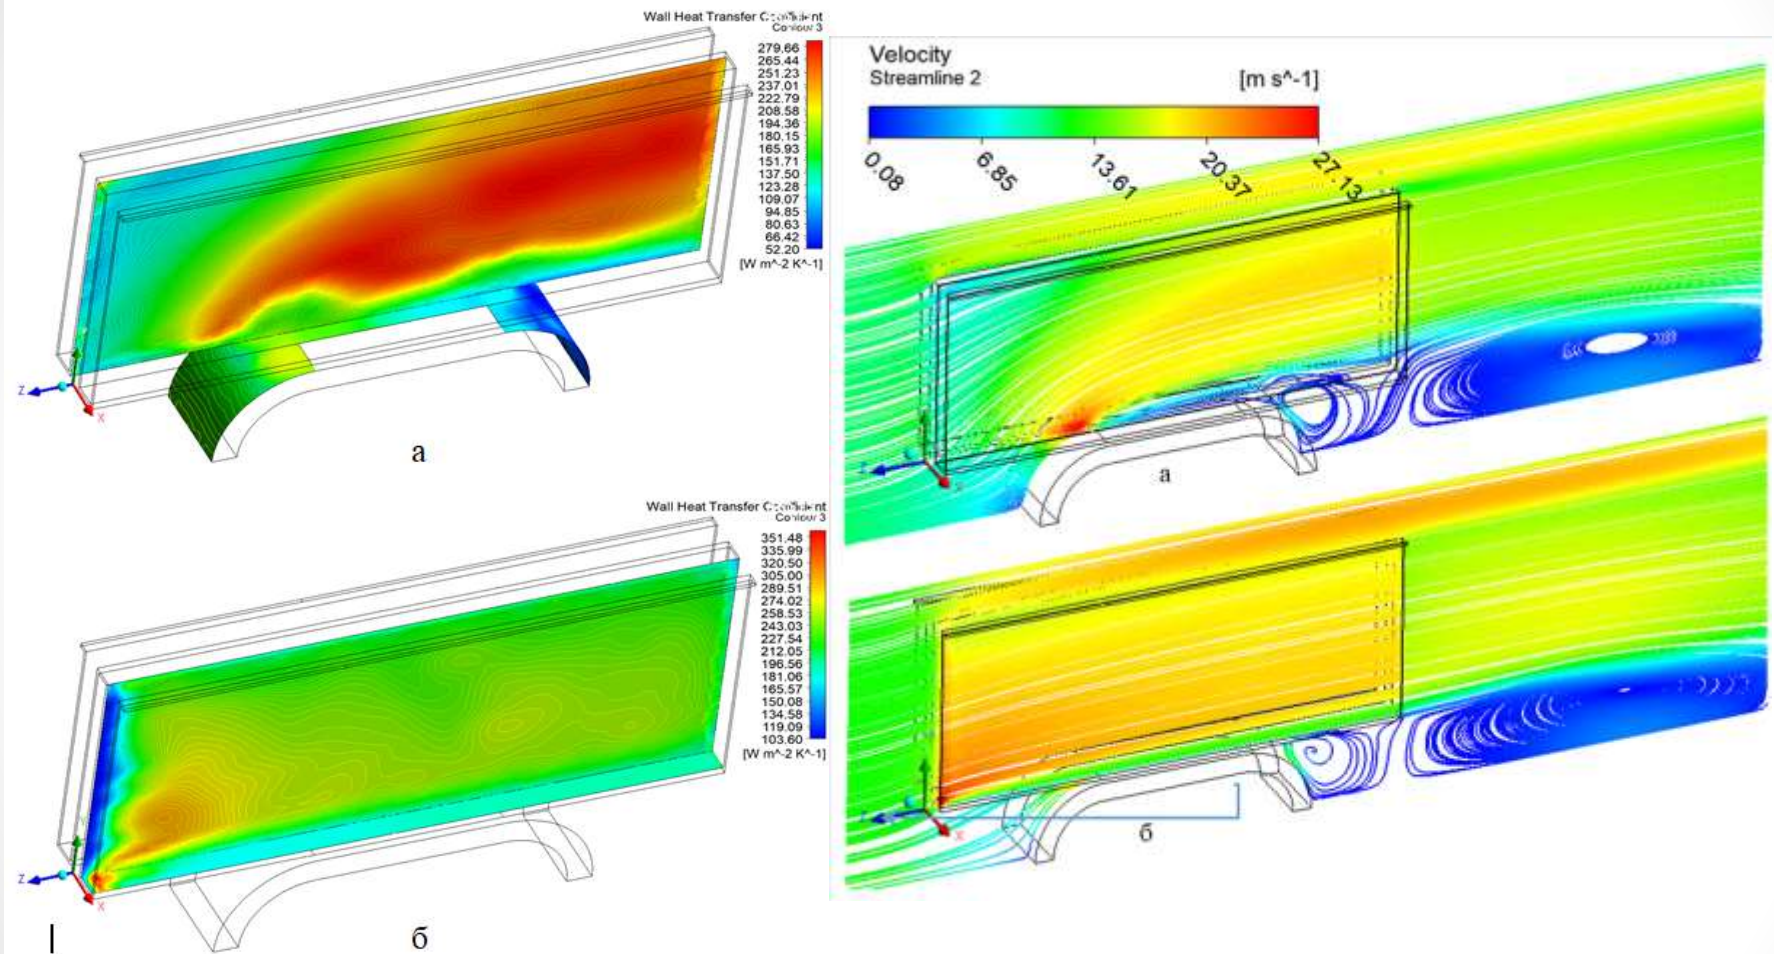 Wall Heat Transfer Coefficient
Contour 3
279.66
265.44
251.23
237.01
222.79
208.58
194.36
180.15
165.93
151.71
137.50
123.28
109.07
94.85
80.63
66.42
52.20
[W m^-2 K^-1]
Z
X
а
Wall Heat Transfer Coefficient
Contour 3
351.48
335.99
320.50
305.00
289.51
274.02
258.53
243.03
227.54
212.05
196.56
181.06
165.57
150.08
134.58
119.09
103.60
[W m^-2 K^-1]
Z
X
б
Velocity
Streamline 2
[m s^-1]
0.08
6.85
13.61
20.37
27.13
а
X
б